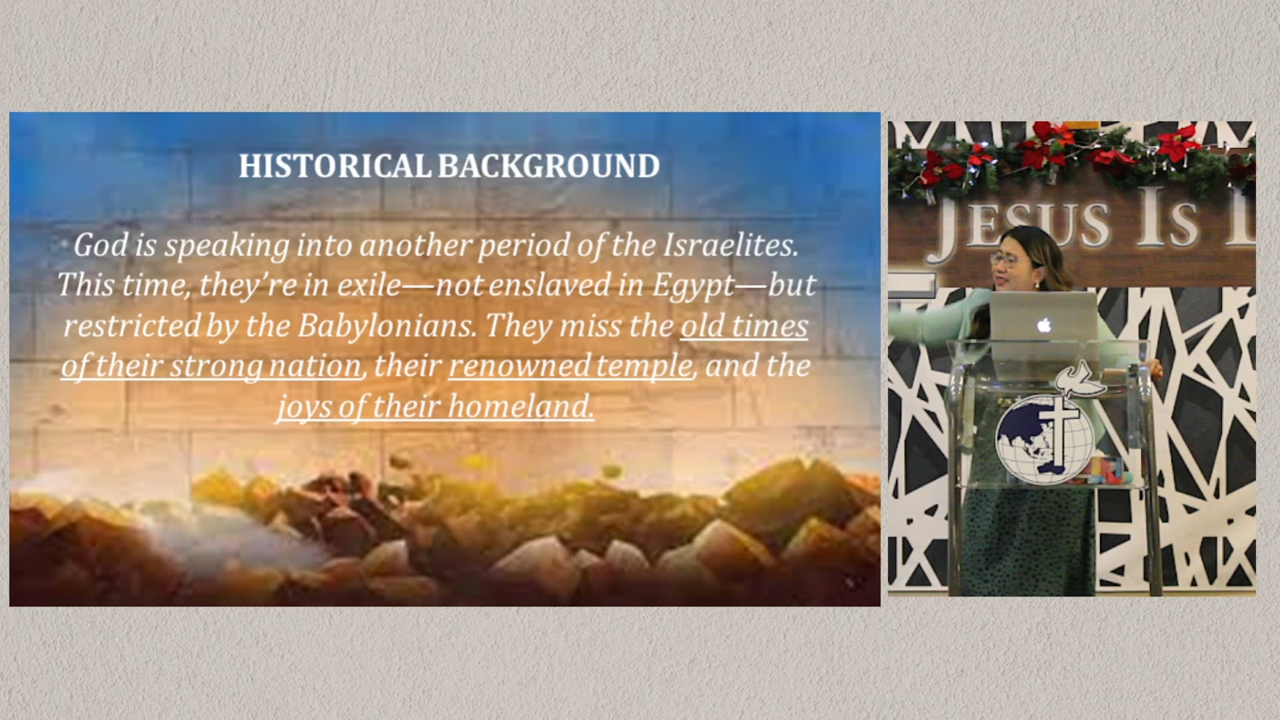 HISTORICAL BACKGROUND
God is speaking into another period of the Israelites.
This time, they’re in exile—not enslaved in Egypt—but
restricted by the Babylonians. They miss the old times
of their strong nation, their renowned temple, and the
joys of their homeland.
JESUS IS